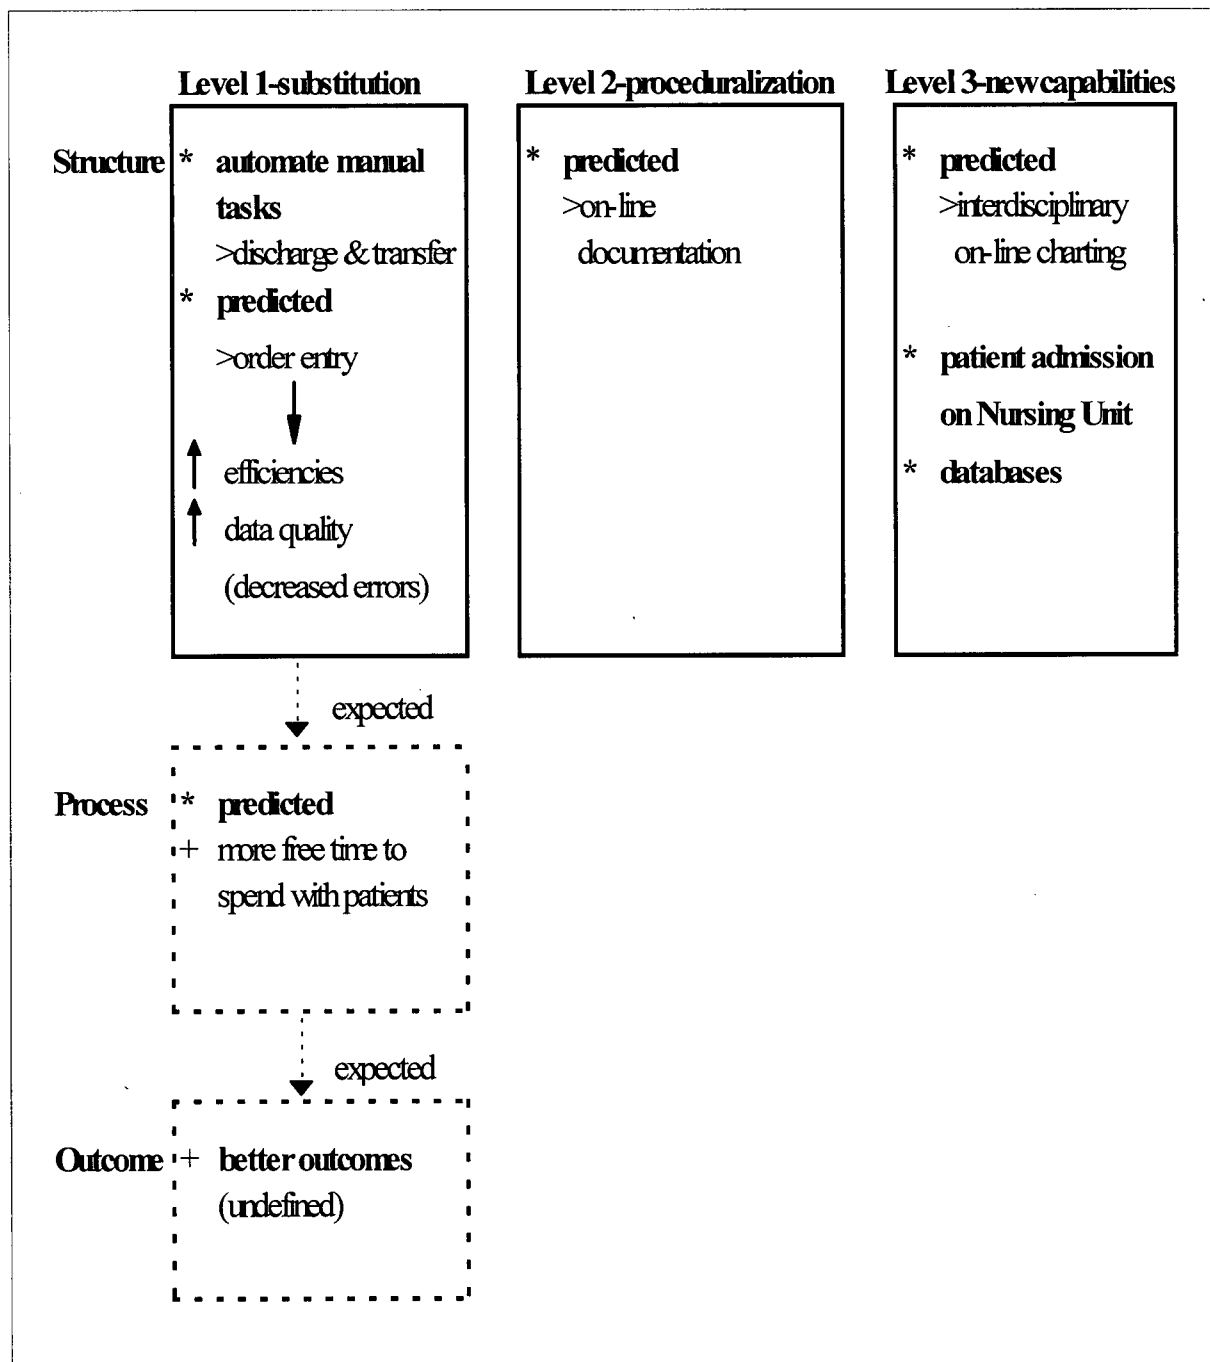 Level 1-substitution
Structure * automate manual
tasks
>discharge & transfer
* predicted
>order entry
efficiencies
data quality
(decreased errors)
Level 2-proceduralization
* predicted
>on-line
documentation
Level 3-new capabilities
* predicted
>interdisciplinary
on-line charting
* patient admission
on Nursing Unit
* databases
expected
Process * predicted
+ more free time to
spend with patients
expected
Outcome + better outcomes
(undefined)